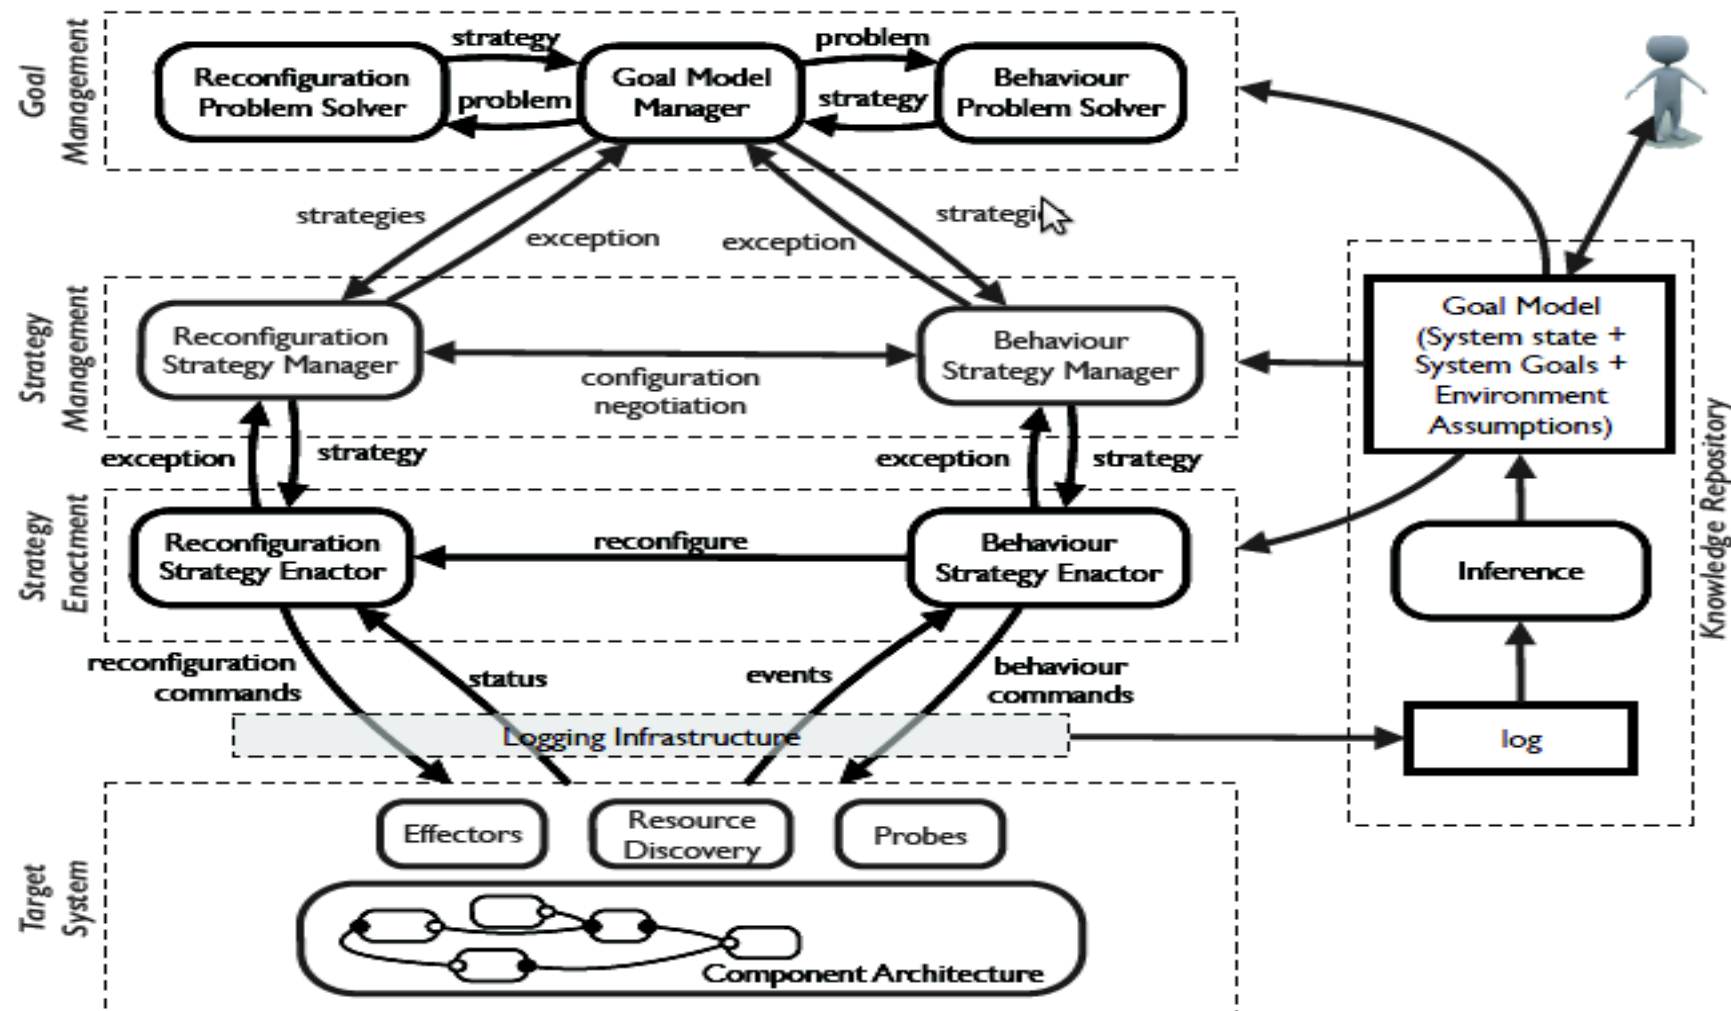 Goal
Management
strategy
problem
Reconfiguration
Problem Solver
Goal Model
Manager
Behaviour
Problem Solver
problem
strategy
strategies
exception
exception
strategi
Strategy
Management
Reconfiguration
Strategy Manager
Behaviour
Strategy Manager
configuration
negotiation
Goal Model
(System state +
System Goals +
Environment
Assumptions)
exception
strategy
exception
strategy
Strategy
Enactment
Reconfiguration
Strategy Enactor
reconfigure
Behaviour
Strategy Enactor
Inference
Knowledge Repository
reconfiguration
commands
status
events
behaviour
commands
Logging Infrastructure
log
Target
System
Effectors
Resource
Discovery
Probes
Component Architecture